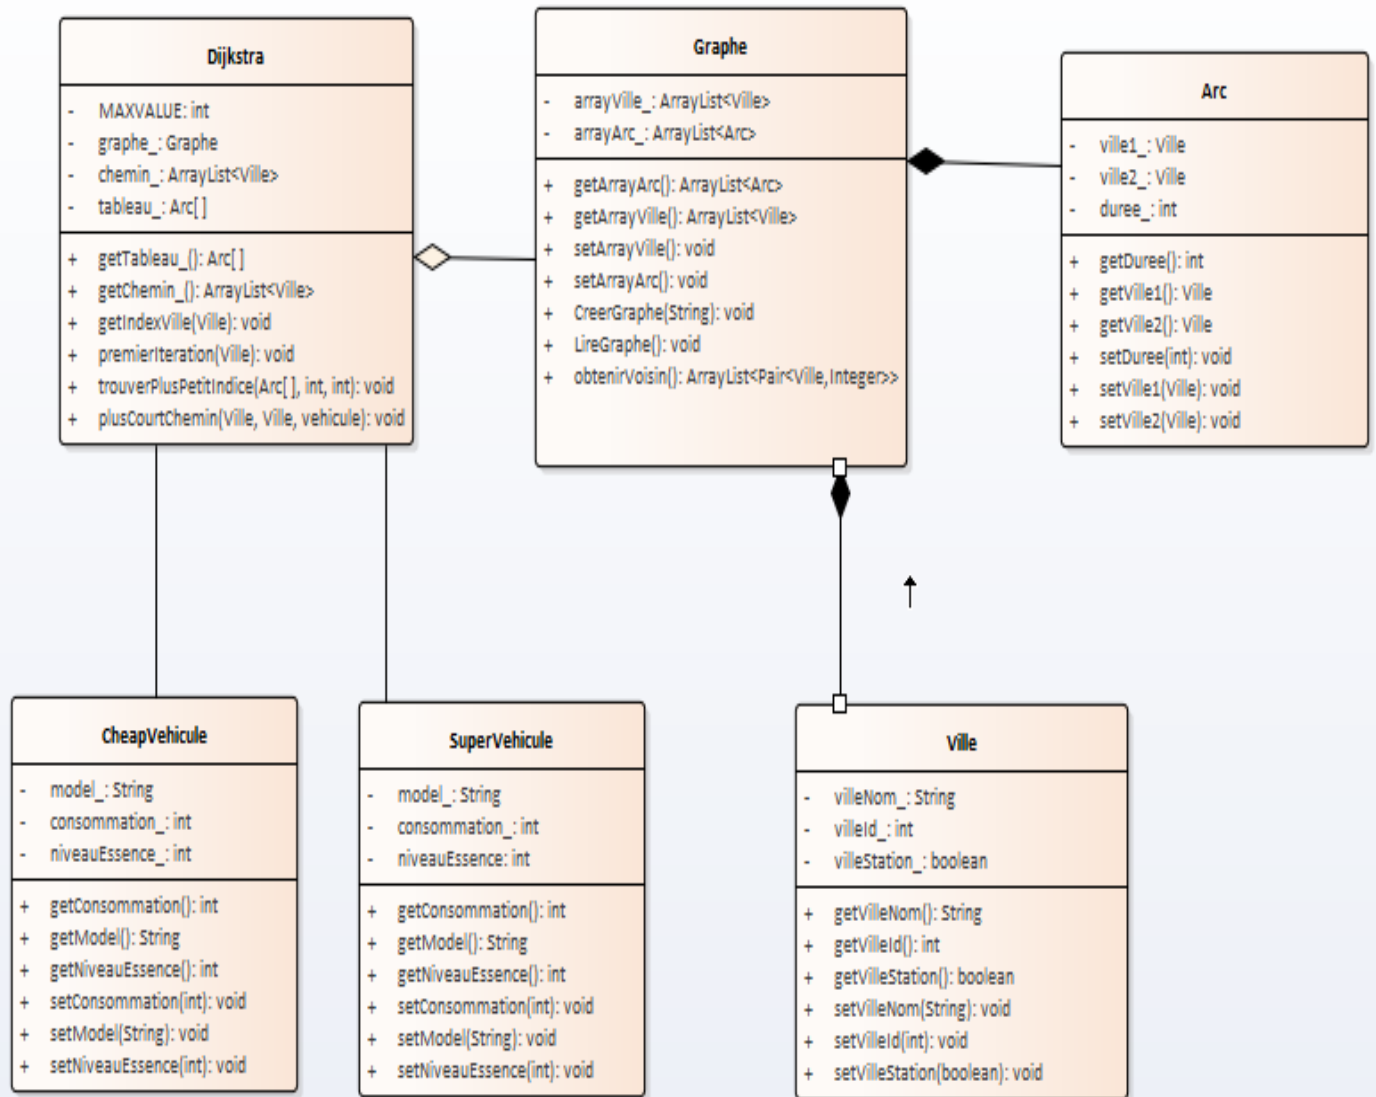 Dijkstra
- MAXVALUE: int
- graphe_: Graphe
- chemin_: ArrayList<Ville>
- tableau_: Arc[ ]
+ getTableau_(): Arc[ ]
+ getChemin_(): ArrayList<Ville>
+ getIndexVille(Ville): void
+ premierIteration(Ville): void
+ trouverPlusPetitIndice(Arc[ ], int, int): void
+ plusCourtChemin(Ville, Ville, vehicule): void
Graphe
- arrayVille_: ArrayList<Ville>
- arrayArc_: ArrayList<Arc>
+ getArrayArc(): ArrayList<Arc>
+ getArrayVille(): ArrayList<Ville>
+ setArrayVille(): void
+ setArrayArc(): void
+ CreerGraphe(String): void
+ LireGraphe(): void
+ obtenirVoisin(): ArrayList<Pair<Ville,Integer>>
Arc
- ville1_: Ville
- ville2_: Ville
- duree_: int
+ getDuree(): int
+ getVille1(): Ville
+ getVille2(): Ville
+ setDuree(int): void
+ setVille1(Ville): void
+ setVille2(Ville): void
CheapVehicule
- model_: String
- consommation_: int
- niveauEssence_: int
+ getConsommation(): int
+ getModel(): String
+ getNiveauEssence(): int
+ setConsommation(int): void
+ setModel(String): void
+ setNiveauEssence(int): void
SuperVehicule
- model_: String
- consommation_: int
- niveauEssence: int
+ getConsommation(): int
+ getModel(): String
+ getNiveauEssence(): int
+ setConsommation(int): void
+ setModel(String): void
+ setNiveauEssence(int): void
Ville
- villeNom_: String
- villeId_: int
- villeStation_: boolean
+ getVilleNom(): String
+ getVilleId(): int
+ getVilleStation(): boolean
+ setVilleNom(String): void
+ setVilleId(int): void
+ setVilleStation(boolean): void